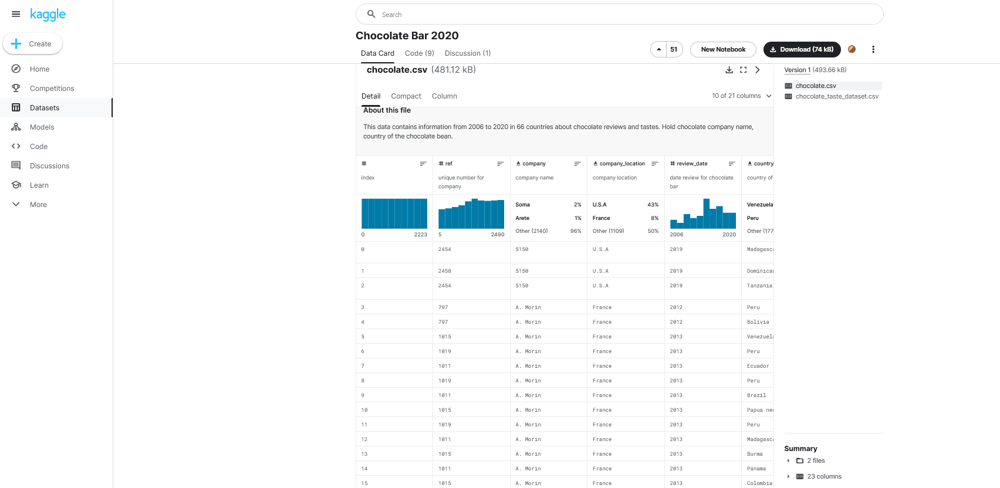 kaggle
Search
Create
Home
Competitions
Datasets
Models
Code
Discussions
Learn
More
Chocolate Bar 2020
Data Card Code (9) Discussion (1)
51 New Notebook Download (74 kB)
chocolate.csv (481.12 kB)
Detail Compact Column 10 of 21 columns
About this file
This data contains information from 2006 to 2020 in 66 countries about chocolate reviews and tastes. Hold chocolate company name,
country of the chocolate bean.
# # ref A company A company_location # review_date A country_
index unique number for company name company location date review for chocolate country of
company bar
Soma 2% U.S.A 43% Venezuela
Arete 1% France 8% Peru
Other (2140) 96% Other (1109) 50% Other (177
0 2223 5 2490 2006 2020
0 2454 5150 U.S.A 2019 Madagasca
1 2458 5150 U.S.A 2019 Dominican
2 2454 5150 U.S.A 2019 Tanzania
3 797 A. Morin France 2012 Peru
4 797 A. Morin France 2012 Bolivia
5 1015 A. Morin France 2013 Venezuela
6 1019 A. Morin France 2013 Peru
7 1011 A. Morin France 2013 Ecuador
8 1019 A. Morin France 2013 Peru
9 1011 A. Morin France 2013 Brazil
10 1015 A. Morin France 2013 Papua new
11 1019 A. Morin France 2013 Peru
12 1011 A. Morin France 2013 Madagasca
13 1015 A. Morin France 2013 Burma
14 1011 A. Morin France 2013 Panama
15 1015 A. Morin France 2013 Colombia
Version 1 (493.66 kB)
chocolate.csv
chocolate_taste_dataset.csv
Summary
2 files
23 columns